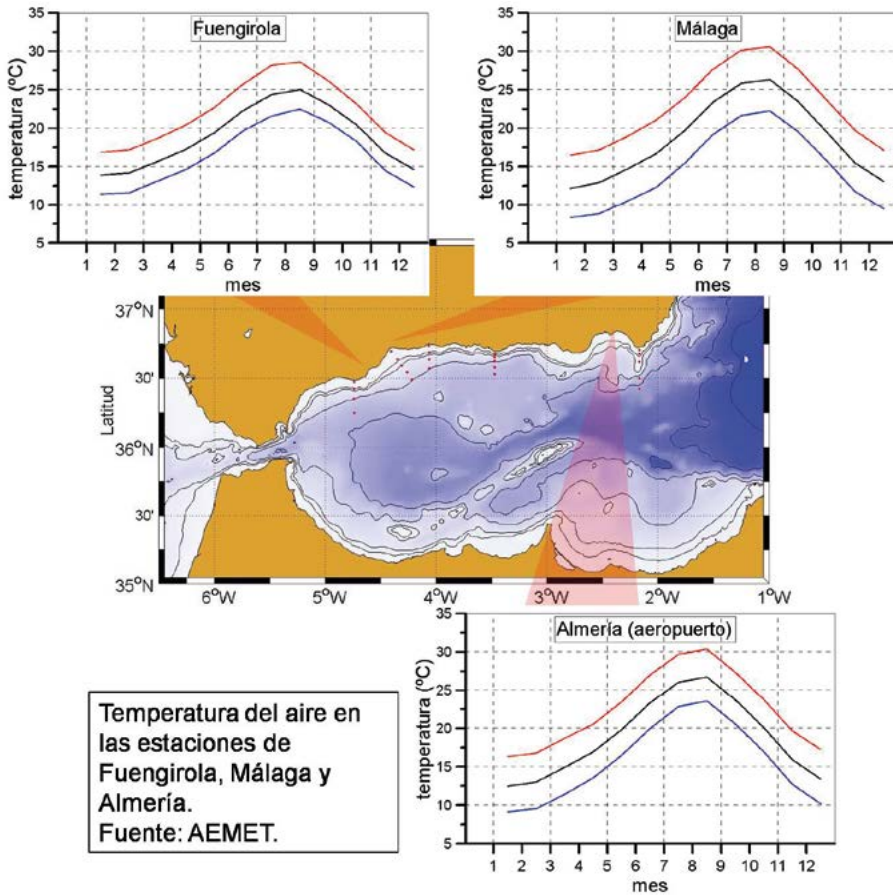 Fuengirola
temperatura (ºC)
35
30
25
20
15
10
5
1 2 3 4 5 6 7 8 9 10 11 12
mes
Málaga
temperatura (ºC)
35
30
25
20
15
10
5
1 2 3 4 5 6 7 8 9 10 11 12
mes
Latitud
37ºN
30'
36ºN
30'
35ºN
6ºW 5ºW 4ºW 3ºW 2ºW 1ºW
Almería (aeropuerto)
temperatura (ºC)
35
30
25
20
15
10
5
1 2 3 4 5 6 7 8 9 10 11 12
mes
Temperatura del aire en
las estaciones de
Fuengirola, Málaga y
Almería.
Fuente: AEMET.